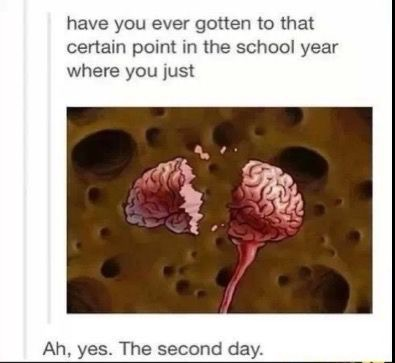 have you ever gotten to that
certain point in the school year
where you just
Ah, yes. The second day.